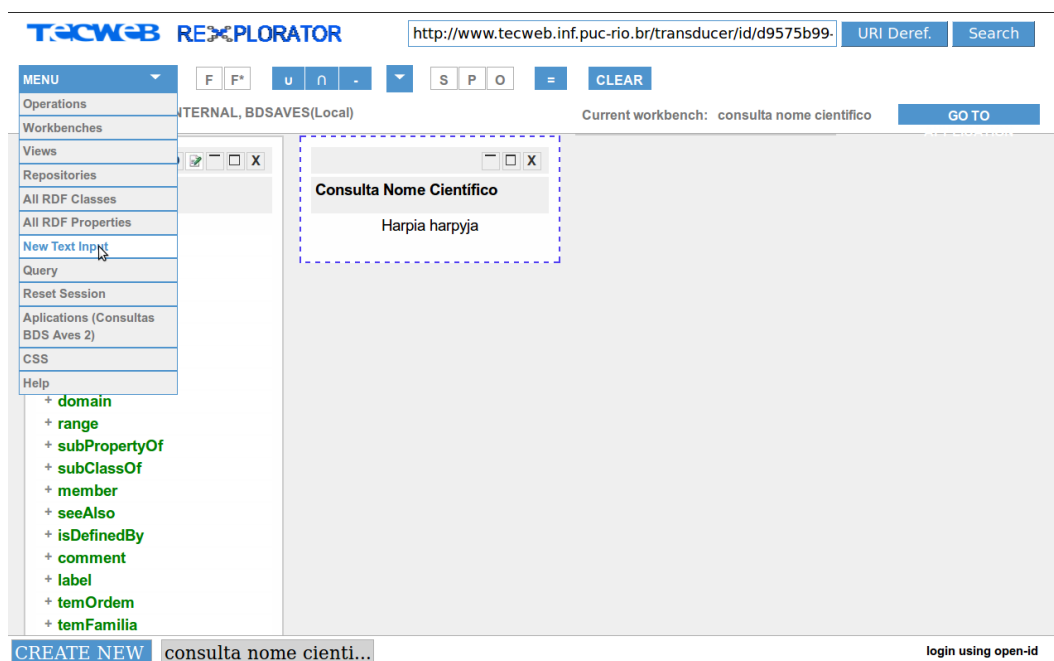 TECWEB REXPLORATOR http://www.tecweb.inf.puc-rio.br/transducer/id/d9575b99- URI Deref. Search
MENU F F* ∪ ∩ - S P O = CLEAR
Operations
NTERNAL, BDSAVES(Local) Current workbench: consulta nome cientifico GO TO
Workbenches
Views
X X
Repositories
All RDF Classes
Consulta Nome Científico
All RDF Properties
Harpia harpyja
New Text Input
Query
Reset Session
Aplications (Consultas
BDS Aves 2)
CSS
Help
+ domain
+ range
+ subPropertyOf
+ subClassOf
+ member
+ seeAlso
+ isDefinedBy
+ comment
+ label
+ temOrdem
+ temFamilia
CREATE NEW consulta nome cienti... login using open-id